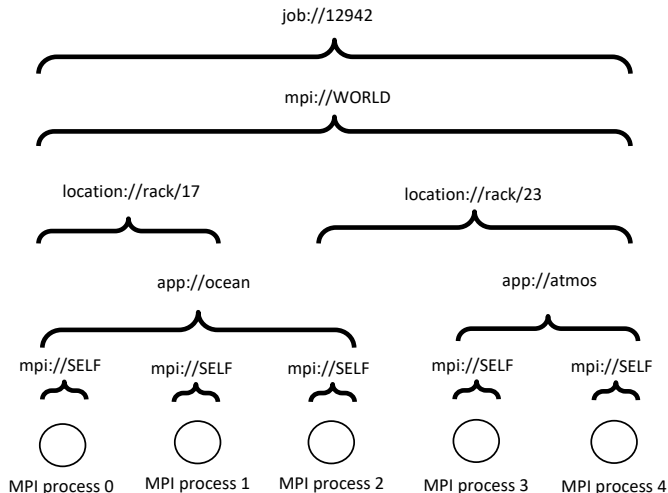 job://12942
mpi://WORLD
location://rack/17 location://rack/23
app://ocean app://atmos
mpi://SELF mpi://SELF mpi://SELF mpi://SELF mpi://SELF
MPI process 0 MPI process 1 MPI process 2 MPI process 3 MPI process 4